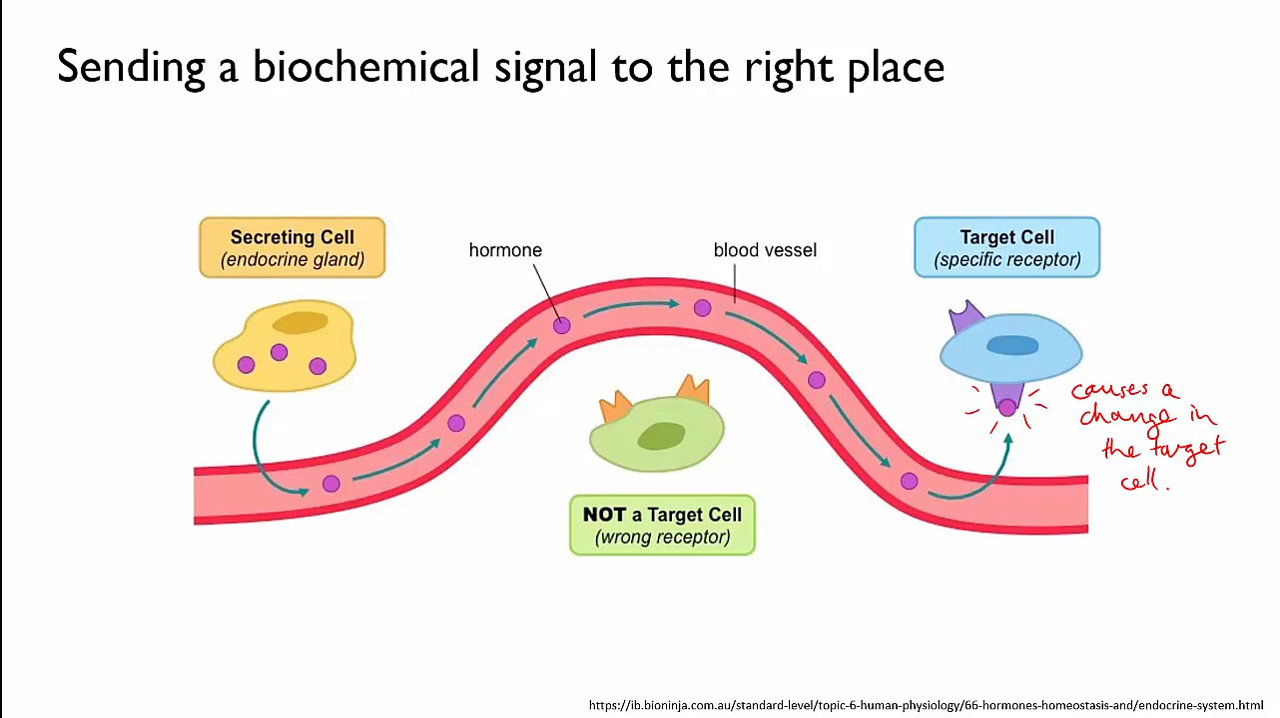 Sending a biochemical signal to the right place
Secreting Cell
(endocrine gland)
hormone
blood vessel
Target Cell
(specific receptor)
causes a
change in
the target
cell.
NOT a Target Cell
(wrong receptor)
https://ib.bioninja.com.au/standard-level/topic-6-human-physiology/66-hormones-homeostasis-and/endocrine-system.html